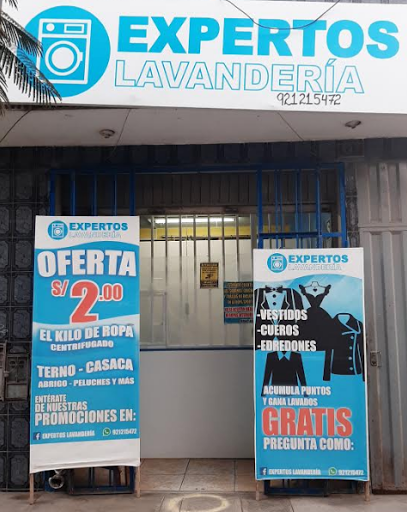 EXPERTOS
LAVANDERÍA
921215472
EXPERTOS
LAVANDERÍA
OFERTA
S/ 2.00
EL KILO DE ROPA
CENTRIFUGADO
TERNO - CASACA
ABRIGO - PELUCHES Y MÁS
ENTÉRATE
DE NUESTRAS
PROMOCIONES EN:
EXPERTOS LAVANDERÍA 921215472
EXPERTOS
LAVANDERÍA
-VESTIDOS
-CUEROS
-EDREDONES
ACUMULA PUNTOS
Y GANA LAVADOS
GRATIS
PREGUNTA COMO:
EXPERTOS LAVANDERÍA 921215472